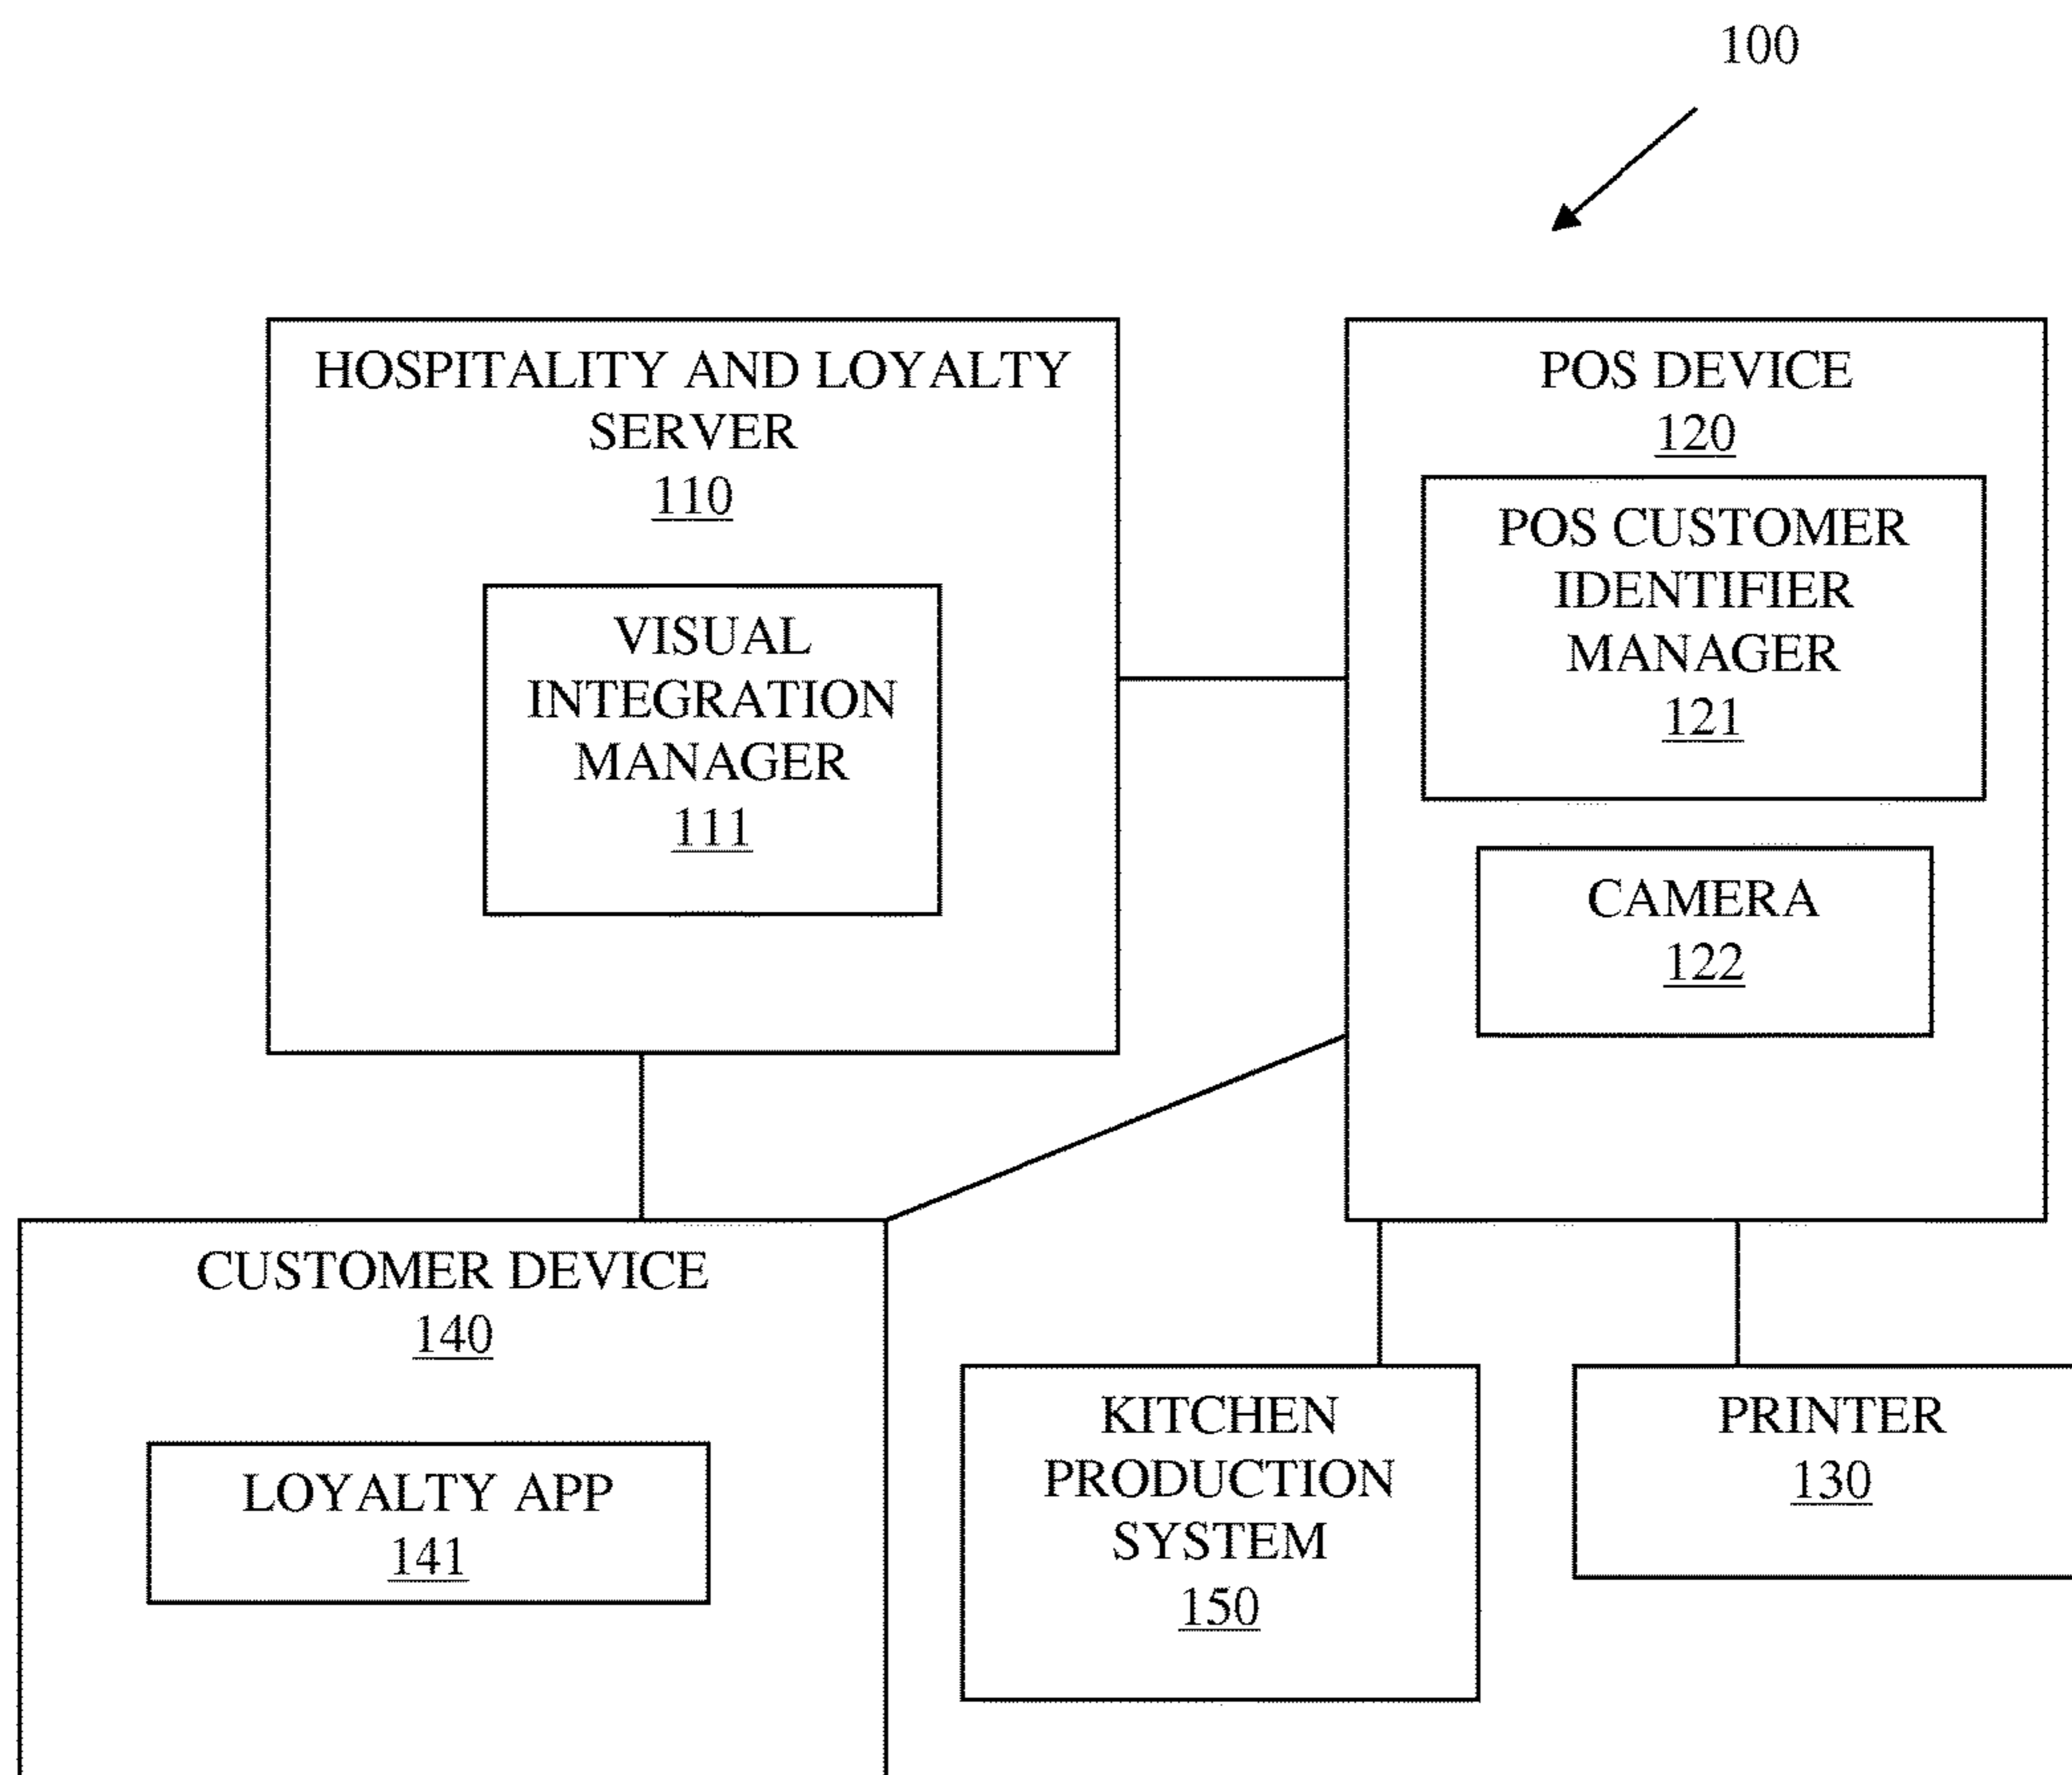 100
HOSPITALITY AND LOYALTY
SERVER
110
VISUAL
INTEGRATION
MANAGER
111
POS DEVICE
120
POS CUSTOMER
IDENTIFIER
MANAGER
121
CAMERA
122
CUSTOMER DEVICE
140
LOYALTY APP
141
KITCHEN
PRODUCTION
SYSTEM
150
PRINTER
130